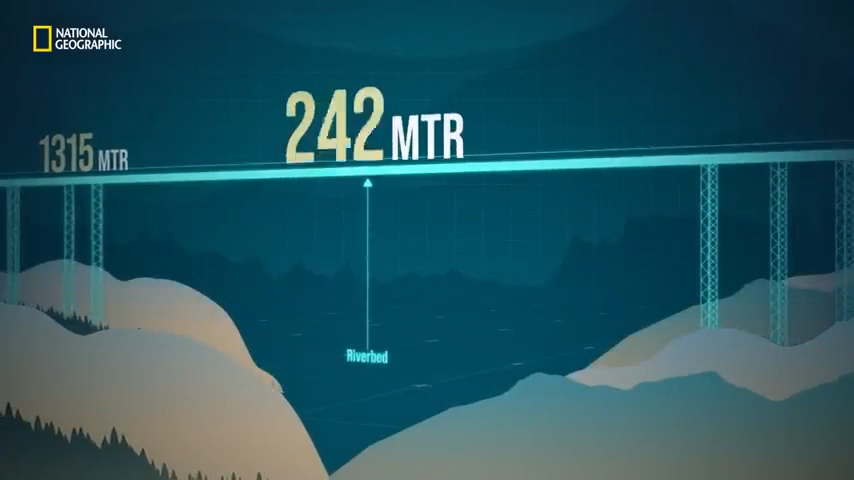 NATIONAL
GEOGRAPHIC
242 MTR
1315 MTR
Riverbed